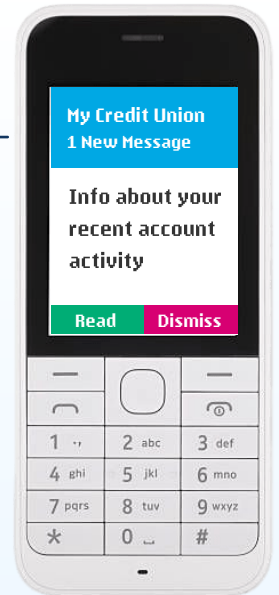 My Credit Union
1 New Message
Info about your
recent account
activity
Read Dismiss
1 .,
2 abc
3 def
4 ghi
5 jkl
6 mno
7 pqrs
8 tuv
9 wxyz
*
0
#